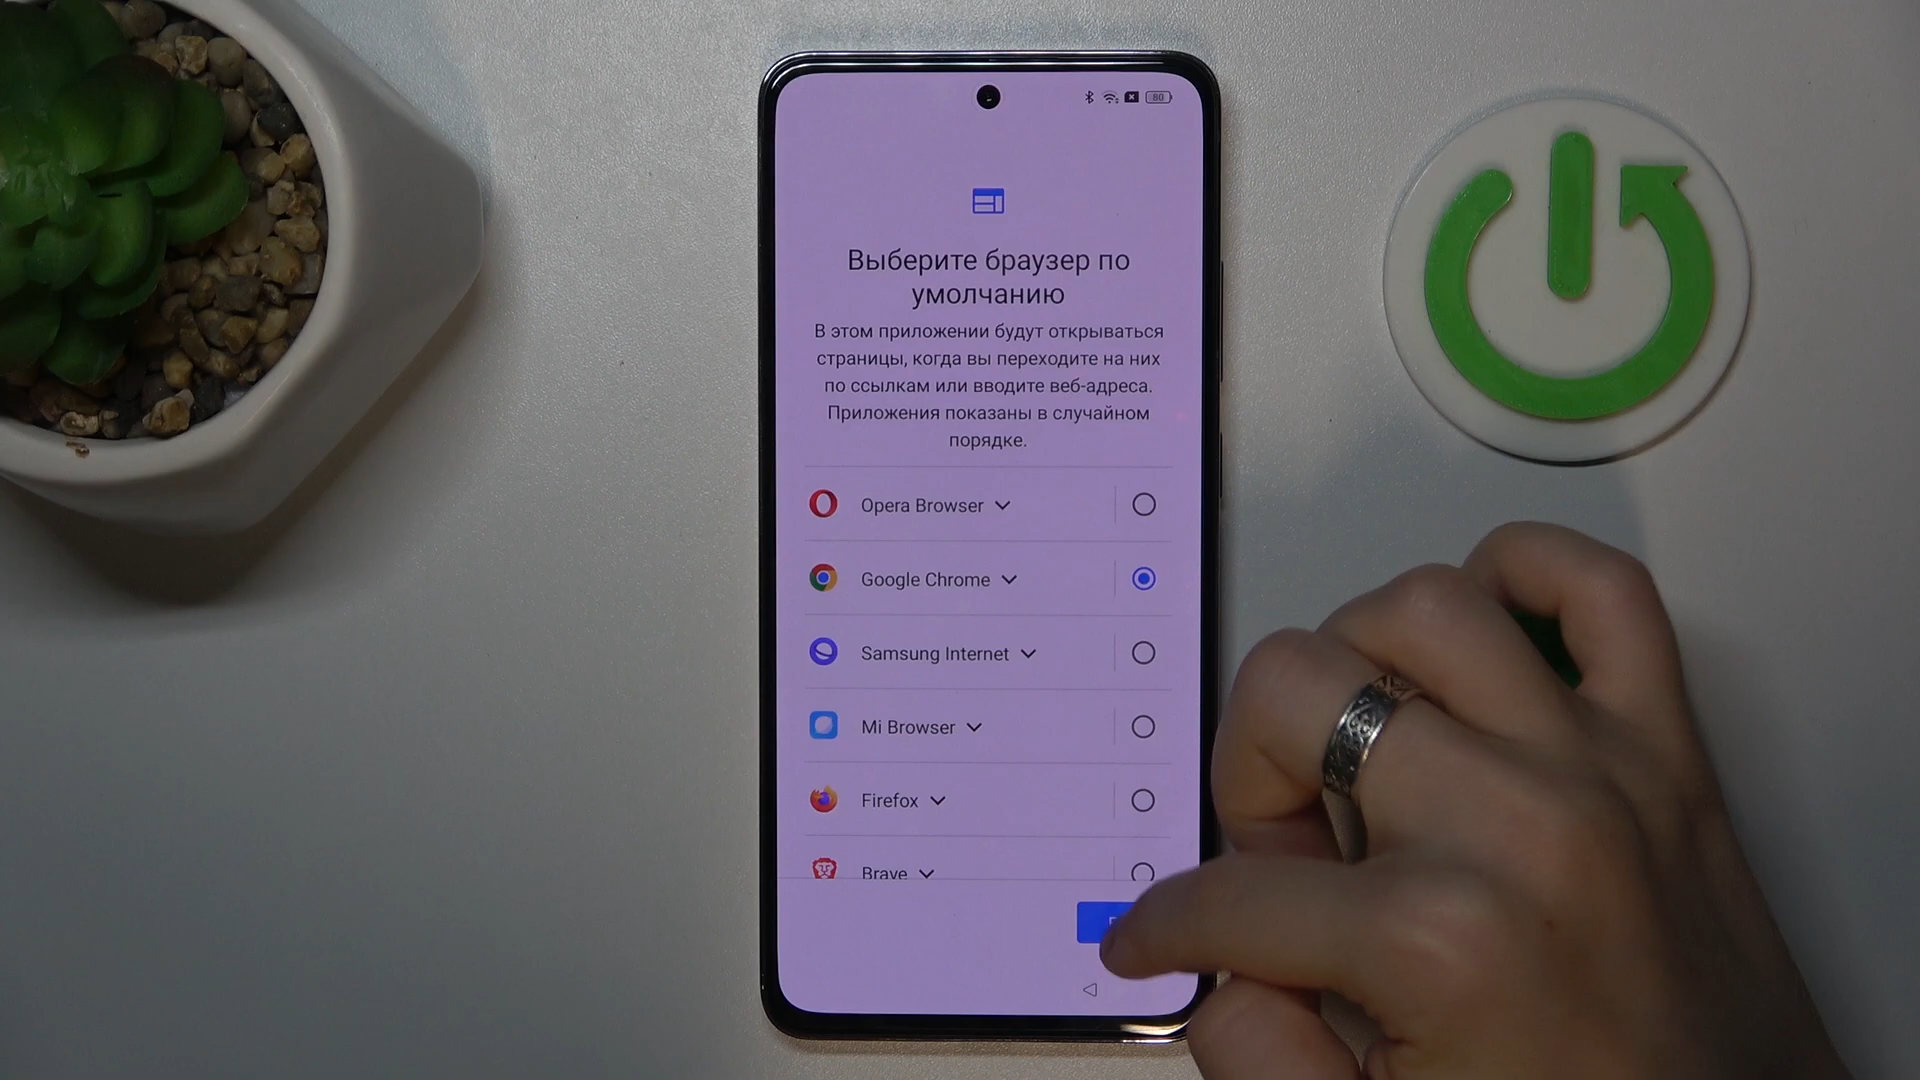 80
Выберите браузер по
умолчанию
В этом приложении будут открываться
страницы, когда вы переходите на них
по ссылкам или вводите веб-адреса.
Приложения показаны в случайном
порядке.
Opera Browser
Google Chrome
Samsung Internet
Mi Browser
Firefox
Brave